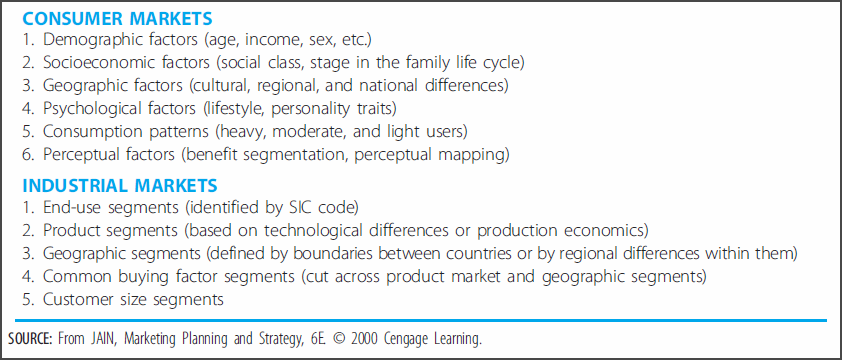 CONSUMER MARKETS
1. Demographic factors (age, income, sex, etc.)
2. Socioeconomic factors (social class, stage in the family life cycle)
3. Geographic factors (cultural, regional, and national differences)
4. Psychological factors (lifestyle, personality traits)
5. Consumption patterns (heavy, moderate, and light users)
6. Perceptual factors (benefit segmentation, perceptual mapping)
INDUSTRIAL MARKETS
1. End-use segments (identified by SIC code)
2. Product segments (based on technological differences or production economics)
3. Geographic segments (defined by boundaries between countries or by regional differences within them)
4. Common buying factor segments (cut across product market and geographic segments)
5. Customer size segments
SOURCE: From JAIN, Marketing Planning and Strategy, 6E. © 2000 Cengage Learning.